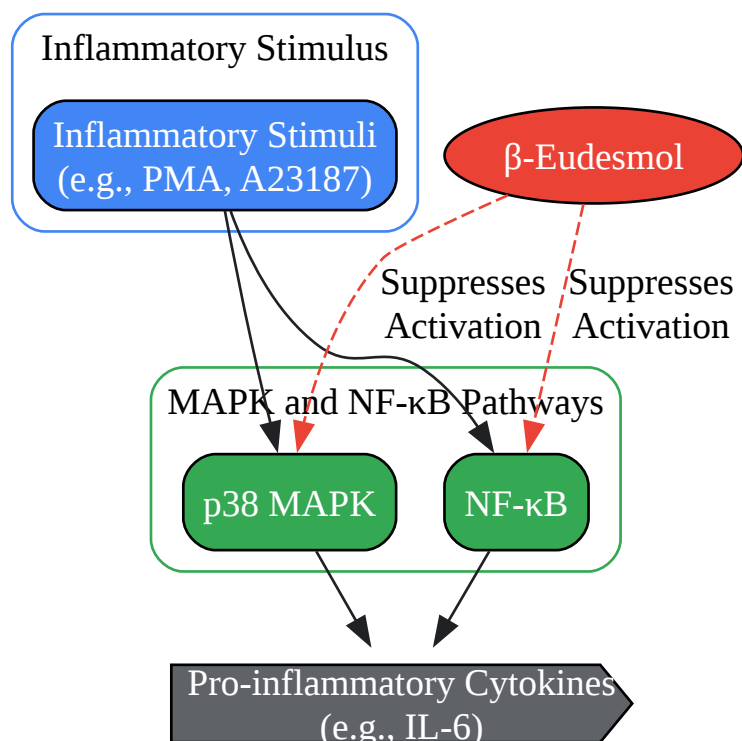 Inflammatory Stimulus
Inflammatory Stimuli
(e.g., PMA, A23187)
β-Eudesmol
Suppresses
Activation
Suppresses
Activation
MAPK and NF-κB Pathways
p38 MAPK
NF-κB
Pro-inflammatory Cytokines
(e.g., IL-6)